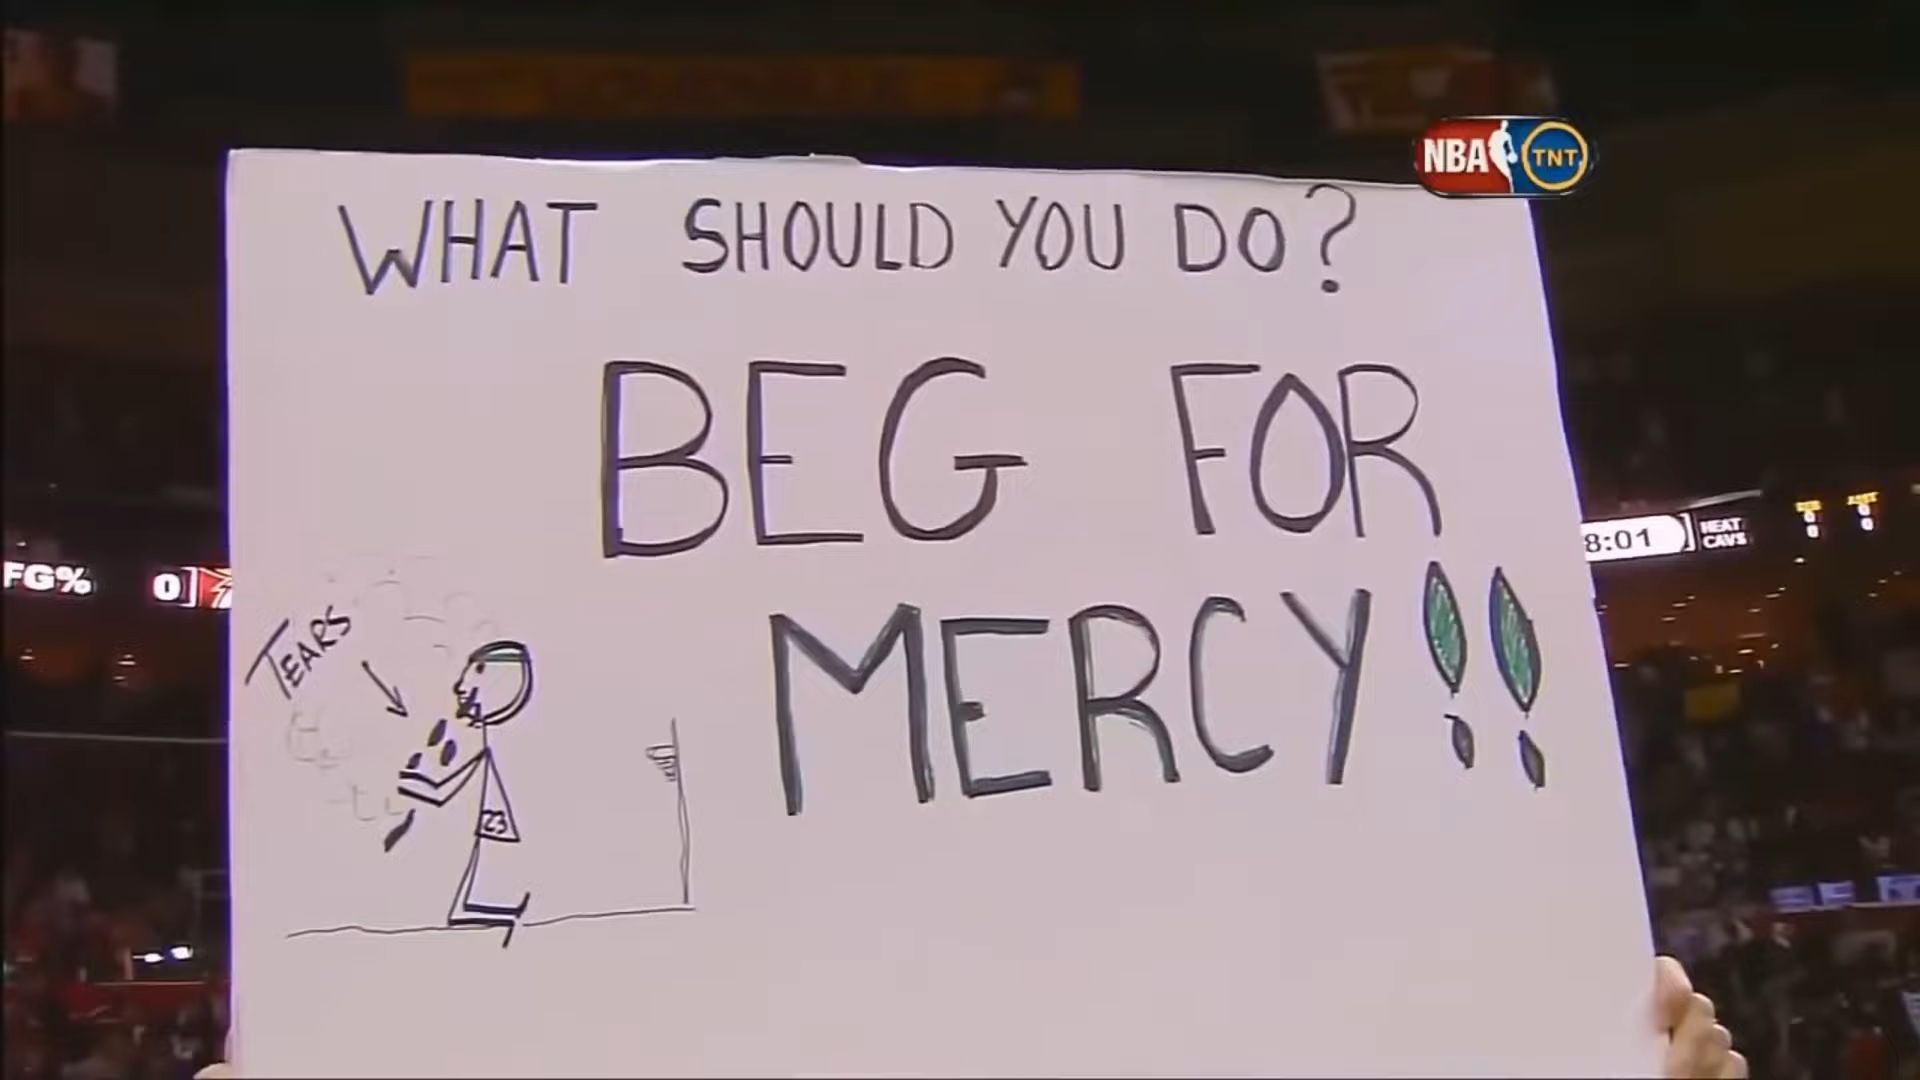 NBA TNT
WHAT SHOULD YOU DO?
BEG FOR
MERCY!!
8:01
HEAT
CAVS
FG%
0
TEARS
23